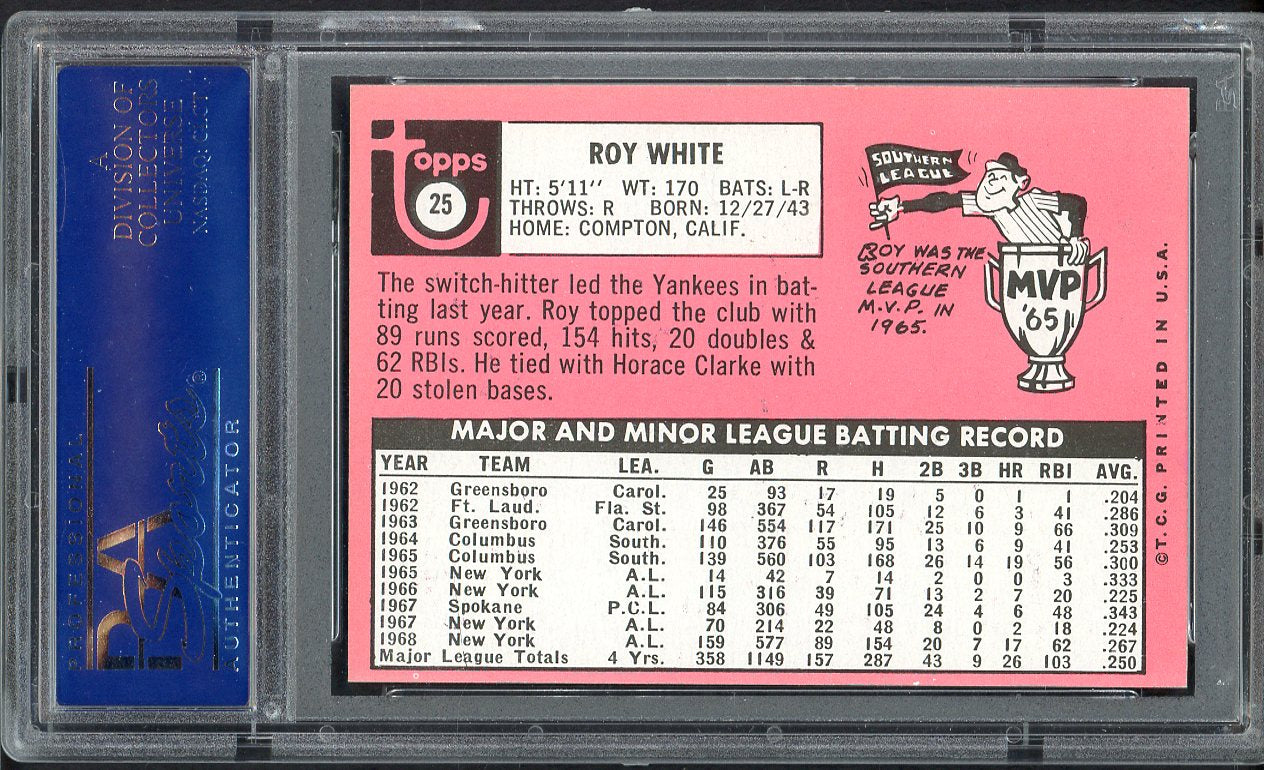 A
DIVISION OF
COLLECTORS
UNIVERSE
NASDAQ: CLCT
PROFESSIONAL
PSA
Sports
AUTHENTICATOR
topps
25
ROY WHITE
HT: 5'11" WT: 170 BATS: L-R
THROWS: R BORN: 12/27/43
HOME: COMPTON, CALIF.
The switch-hitter led the Yankees in bat-
ting last year. Roy topped the club with
89 runs scored, 154 hits, 20 doubles &
62 RBIs. He tied with Horace Clarke with
20 stolen bases.
SOUTHERN
LEAGUE
ROY WAS THE
SOUTHERN
LEAGUE
M.V.P. IN
1965.
MVP
'65
MAJOR AND MINOR LEAGUE BATTING RECORD
YEAR TEAM LEA. G AB R H 2B 3B HR RBI AVG.
1962 Greensboro Carol. 25 93 17 19 5 0 1 1 .204
1962 Ft. Laud. Fla. St. 98 367 54 105 12 6 3 41 .286
1963 Greensboro Carol. 146 554 117 171 25 10 9 66 .309
1964 Columbus South. 110 376 55 95 13 6 9 41 .253
1965 Columbus South. 139 560 103 168 26 14 19 56 .300
1965 New York A.L. 14 42 7 14 2 0 0 3 .333
1966 New York A.L. 115 316 39 71 13 2 7 20 .225
1967 Spokane P.C.L. 84 306 49 105 24 4 6 48 .343
1967 New York A.L. 70 214 22 48 8 0 2 18 .224
1968 New York A.L. 159 577 89 154 20 7 17 62 .267
Major League Totals 4 Yrs. 358 1149 157 287 43 9 26 103 .250
©T. C. G. PRINTED IN U.S.A.